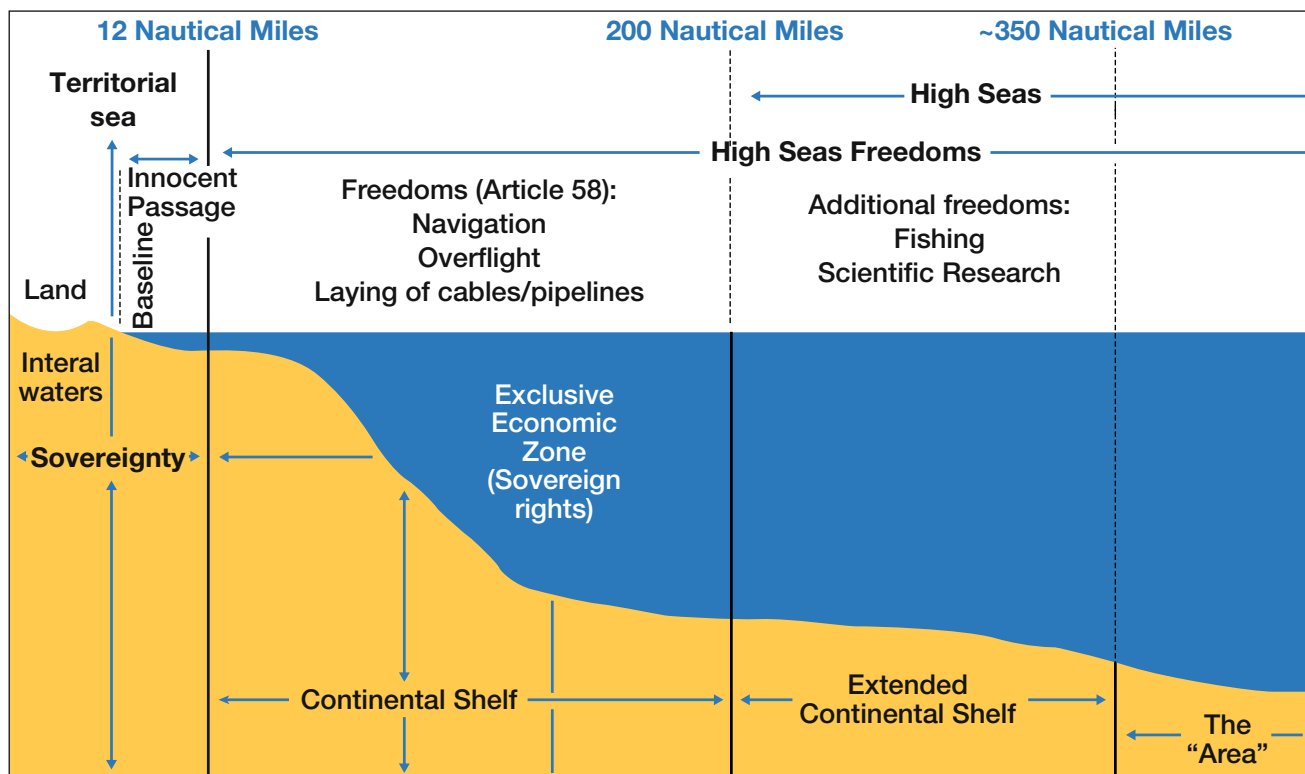 12 Nautical Miles
200 Nautical Miles
~350 Nautical Miles
Territorial
sea
High Seas
High Seas Freedoms
Innocent
Passage
Baseline
Freedoms (Article 58):
Navigation
Overflight
Laying of cables/pipelines
Additional freedoms:
Fishing
Scientific Research
Land
Interal
waters
Sovereignty
Exclusive
Economic
Zone
(Sovereign
rights)
Continental Shelf
Extended
Continental Shelf
The
“Area”